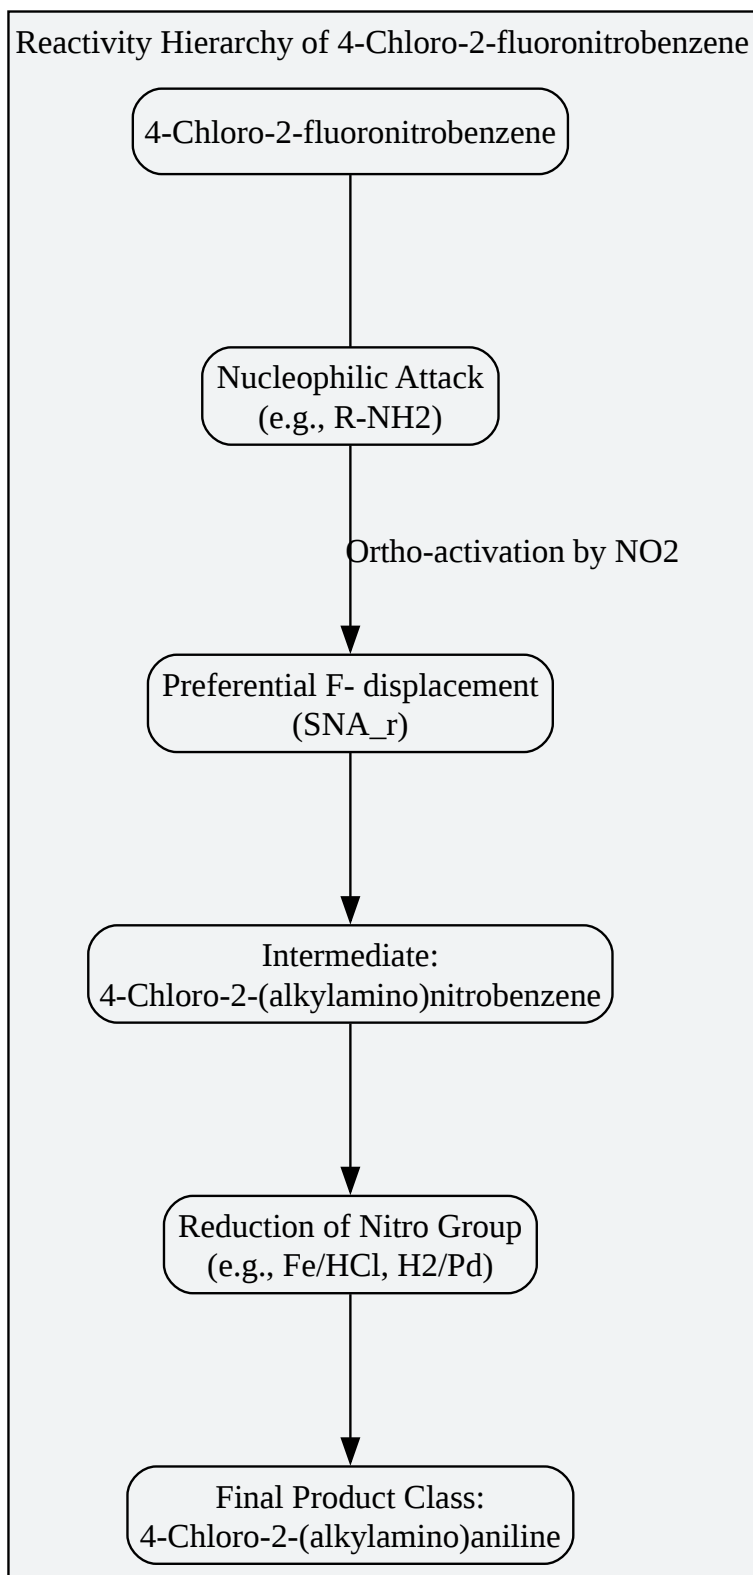 Reactivity Hierarchy of 4-Chloro-2-fluoronitrobenzene
4-Chloro-2-fluoronitrobenzene
Nucleophilic Attack
(e.g., R-NH2)
Ortho-activation by NO2
Preferential F- displacement
(SNA_r)
Intermediate:
4-Chloro-2-(alkylamino)nitrobenzene
Reduction of Nitro Group
(e.g., Fe/HCl, H2/Pd)
Final Product Class:
4-Chloro-2-(alkylamino)aniline